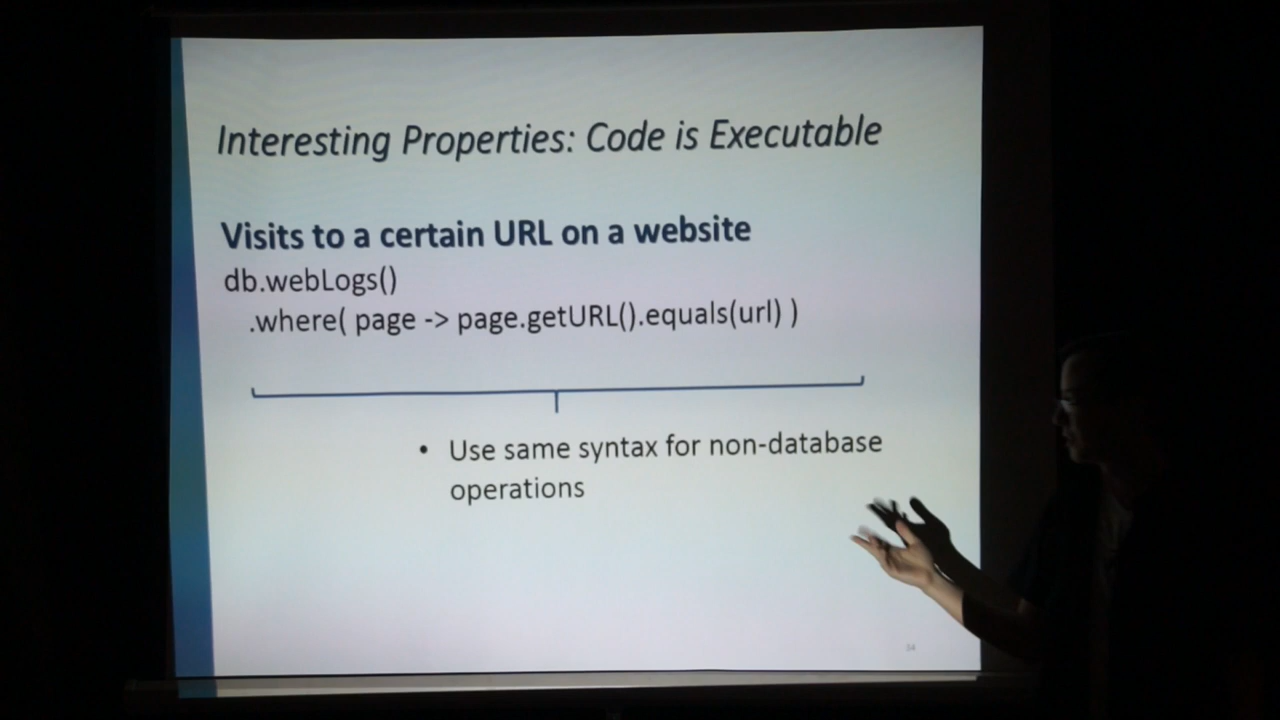 Interesting Properties: Code is Executable
Visits to a certain URL on a website
db.webLogs()
.where( page -> page.getURL().equals(url) )
• Use same syntax for non-database
operations
34